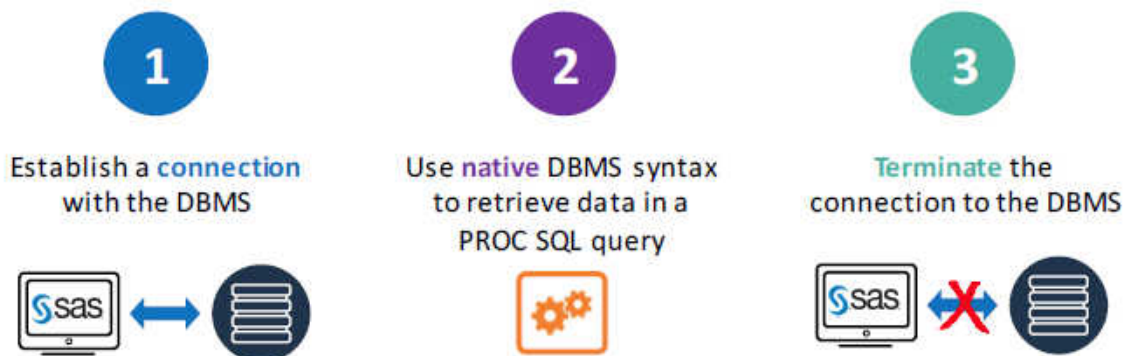 1
Establish a connection
with the DBMS
sas
2
Use native DBMS syntax
to retrieve data in a
PROC SQL query
3
Terminate the
connection to the DBMS
sas